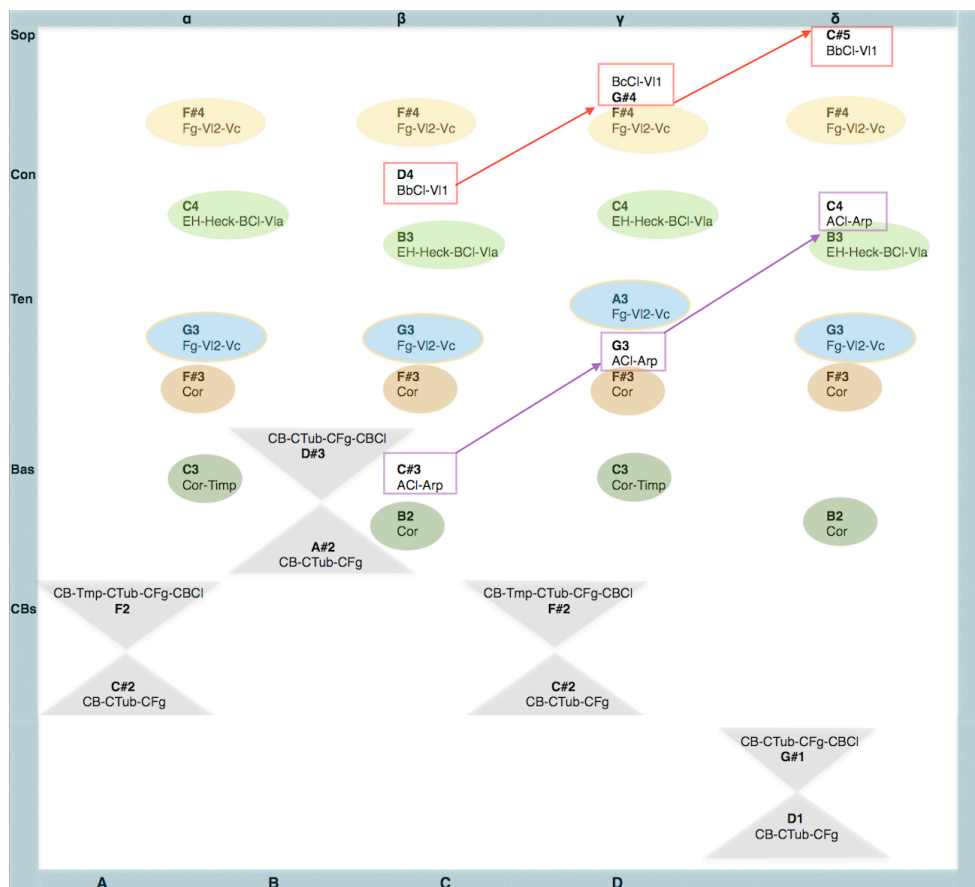 α β γ δ
Sop
C#5
BbCl-Vl1
BcCl-Vl1
G#4
F#4
Fg-Vl2-Vc
F#4
Fg-Vl2-Vc
F#4
Fg-Vl2-Vc
F#4
Fg-Vl2-Vc
Con
D4
BbCl-Vl1
C4
EH-Heck-BCl-Vla
B3
EH-Heck-BCl-Vla
C4
EH-Heck-BCl-Vla
C4
ACl-Arp
B3
EH-Heck-BCl-Vla
Ten
A3
Fg-Vl2-Vc
G3
Fg-Vl2-Vc
G3
Fg-Vl2-Vc
G3
ACl-Arp
G3
Fg-Vl2-Vc
F#3
Cor
F#3
Cor
F#3
Cor
F#3
Cor
CB-CTub-CFg-CBCl
D#3
Bas
C3
Cor-Timp
C#3
ACl-Arp
C3
Cor-Timp
B2
Cor
B2
Cor
A#2
CB-CTub-CFg
CBs
CB-Tmp-CTub-CFg-CBCl
F2
CB-Tmp-CTub-CFg-CBCl
F#2
C#2
CB-CTub-CFg
C#2
CB-CTub-CFg
CB-CTub-CFg-CBCl
G#1
D1
CB-CTub-CFg
A B C D